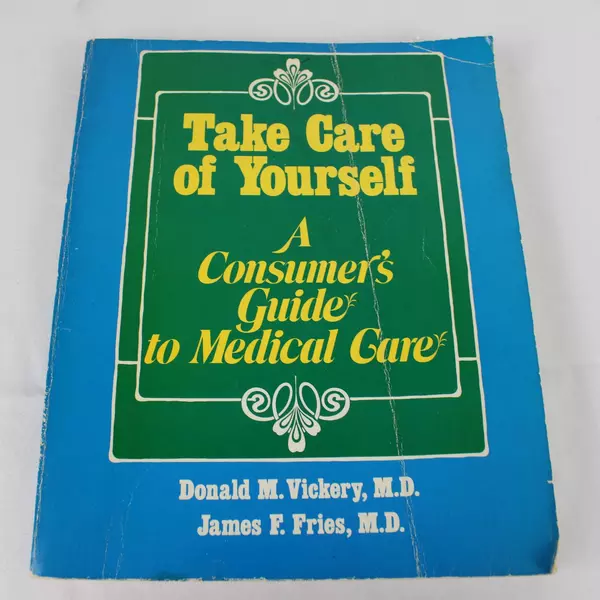 Take Care
of Yourself
A
Consumer's
Guide
to Medical Care
Donald M. Vickery, M.D.
James F. Fries, M.D.